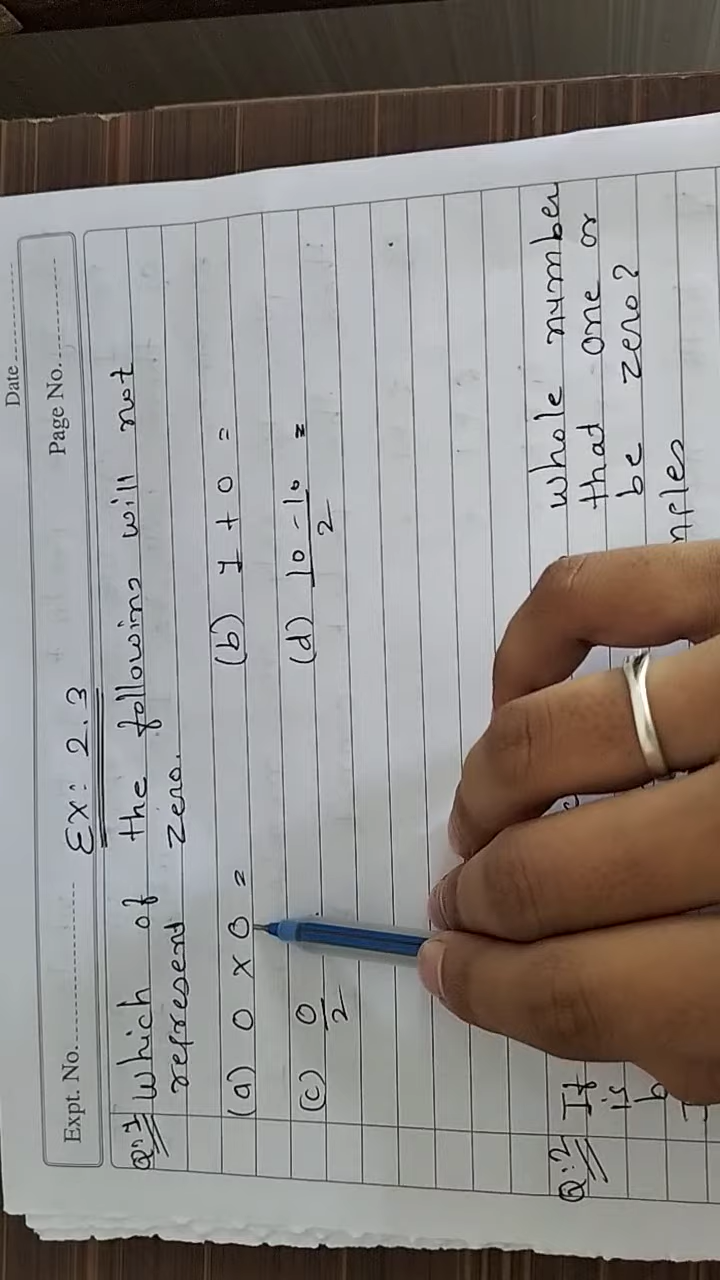 Date
Expt. No.
Page No.
Ex: 2.3
Q:1 Which of the following will not
represent zero.
(a) 0 x 0 = (b) 1 + 0 =
(c) 0/2 (d) 10-10/2 =
Q:2 If whole number
is that one or
be zero?